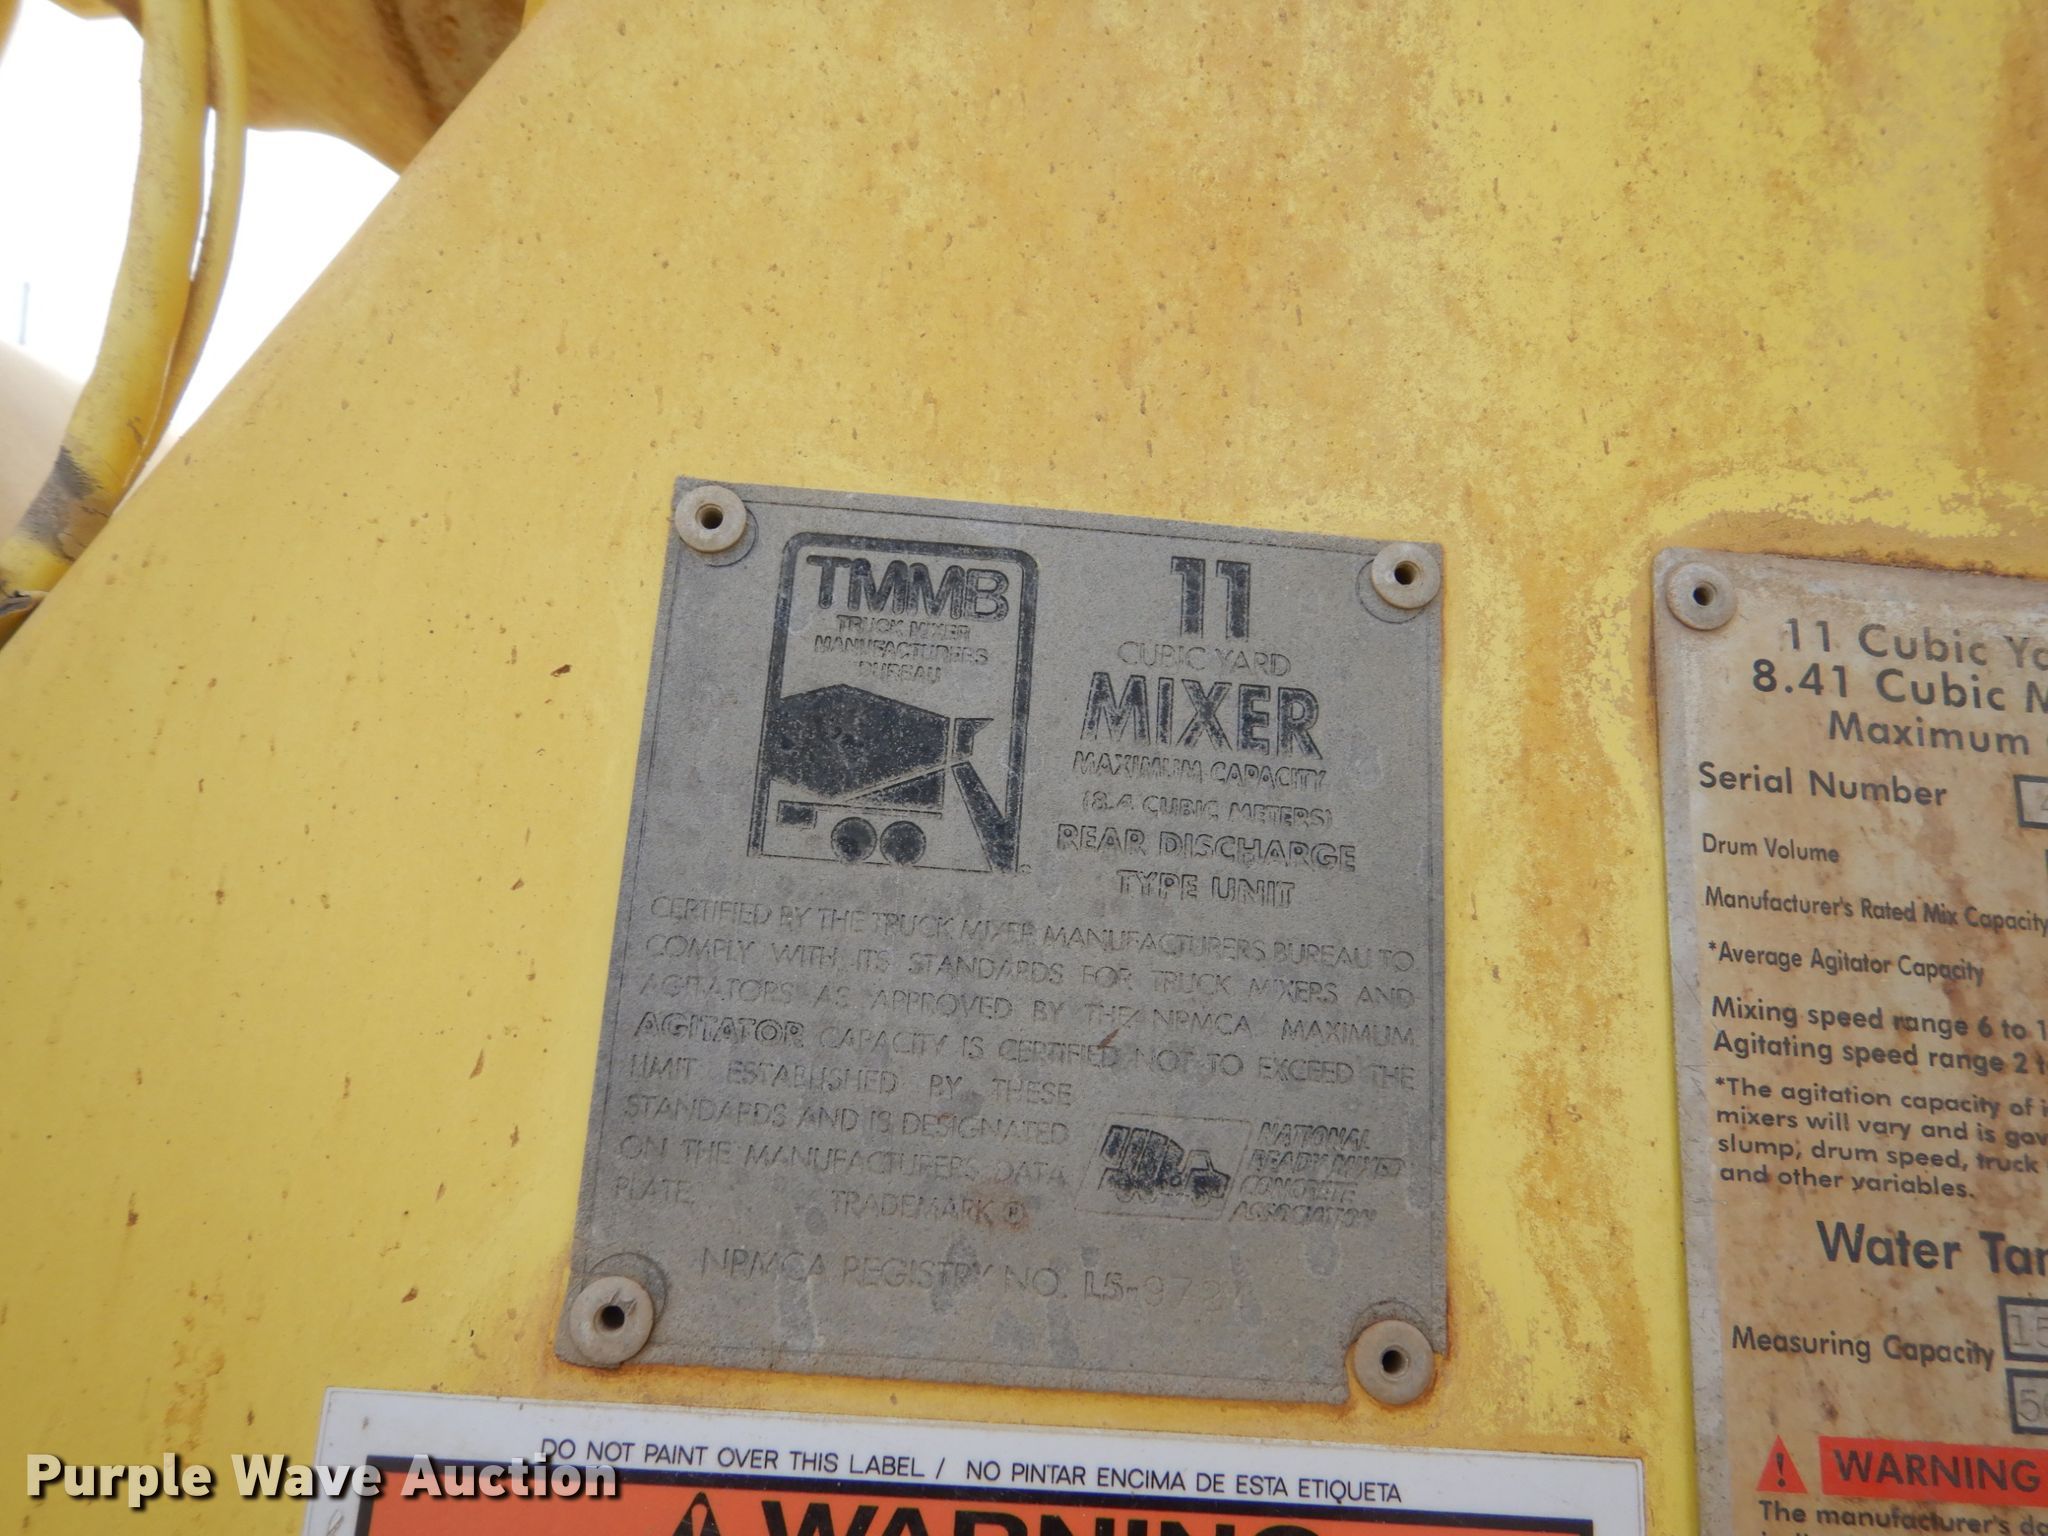 TMMB
TRUCK MIXER
MANUFACTURERS
BUREAU
11
CUBIC YARD
MIXER
MAXIMUM CAPACITY
(8.4 CUBIC METERS)
REAR DISCHARGE
TYPE UNIT
CERTIFIED BY THE TRUCK MIXER MANUFACTURERS BUREAU TO
COMPLY WITH ITS STANDARDS FOR TRUCK MIXERS AND
AGITATORS AS APPROVED BY THE NRMCA MAXIMUM
AGITATOR CAPACITY IS CERTIFIED NOT TO EXCEED THE
LIMIT ESTABLISHED BY THESE
STANDARDS AND IS DESIGNATED
ON THE MANUFACTURERS DATA
PLATE. TRADEMARK ®
NATIONAL
READY MIXED
CONCRETE
ASSOCIATION
NRMCA REGISTRY NO. L5-
11 Cubic
8.41 Cubic
Maximum
Serial Number
Drum Volume
Manufacturer's Rated Mix Capacity
*Average Agitator Capacity
Mixing speed range 6 to
Agitating speed range 2
*The agitation capacity of
mixers will vary and is
slump, drum speed, truck
and other variables.
Water
Measuring Capacity 15
WARNING
The manufacturer's
DO NOT PAINT OVER THIS LABEL / NO PINTAR ENCIMA DE ESTA ETIQUETA
WARNING
Purple Wave Auction